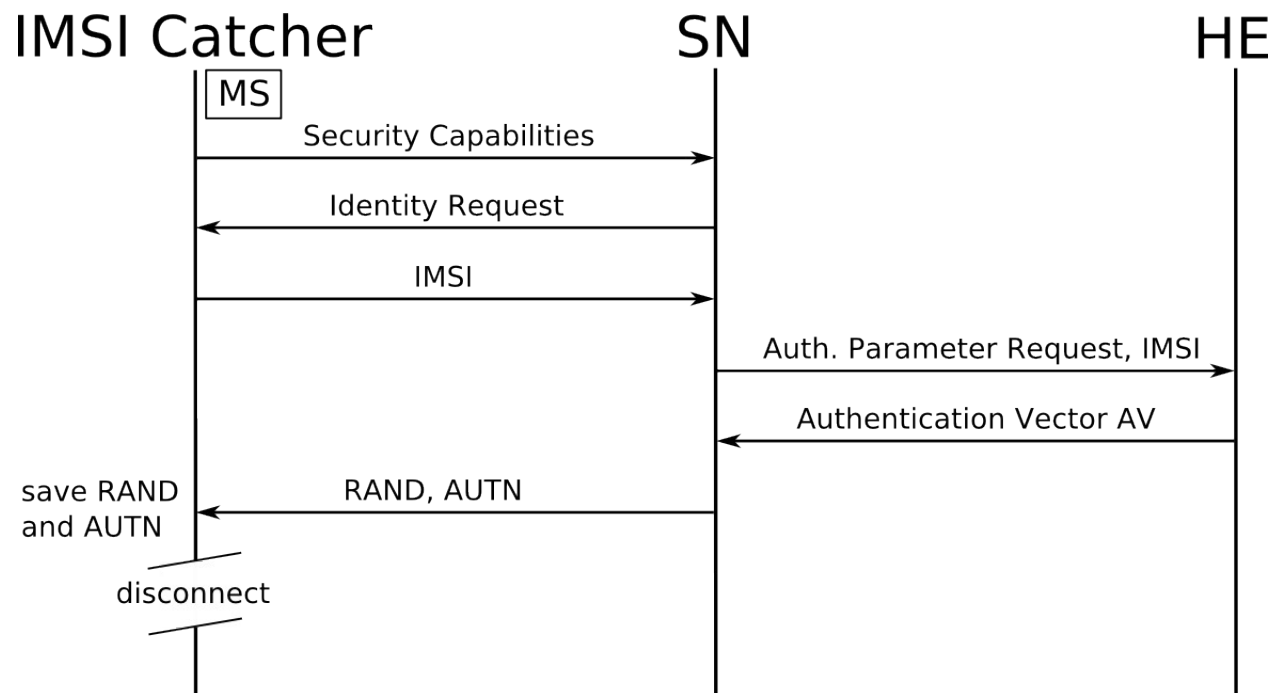 IMSI Catcher
SN
HE
MS
Security Capabilities
Identity Request
IMSI
Auth. Parameter Request, IMSI
Authentication Vector AV
save RAND
and AUTN
RAND, AUTN
disconnect